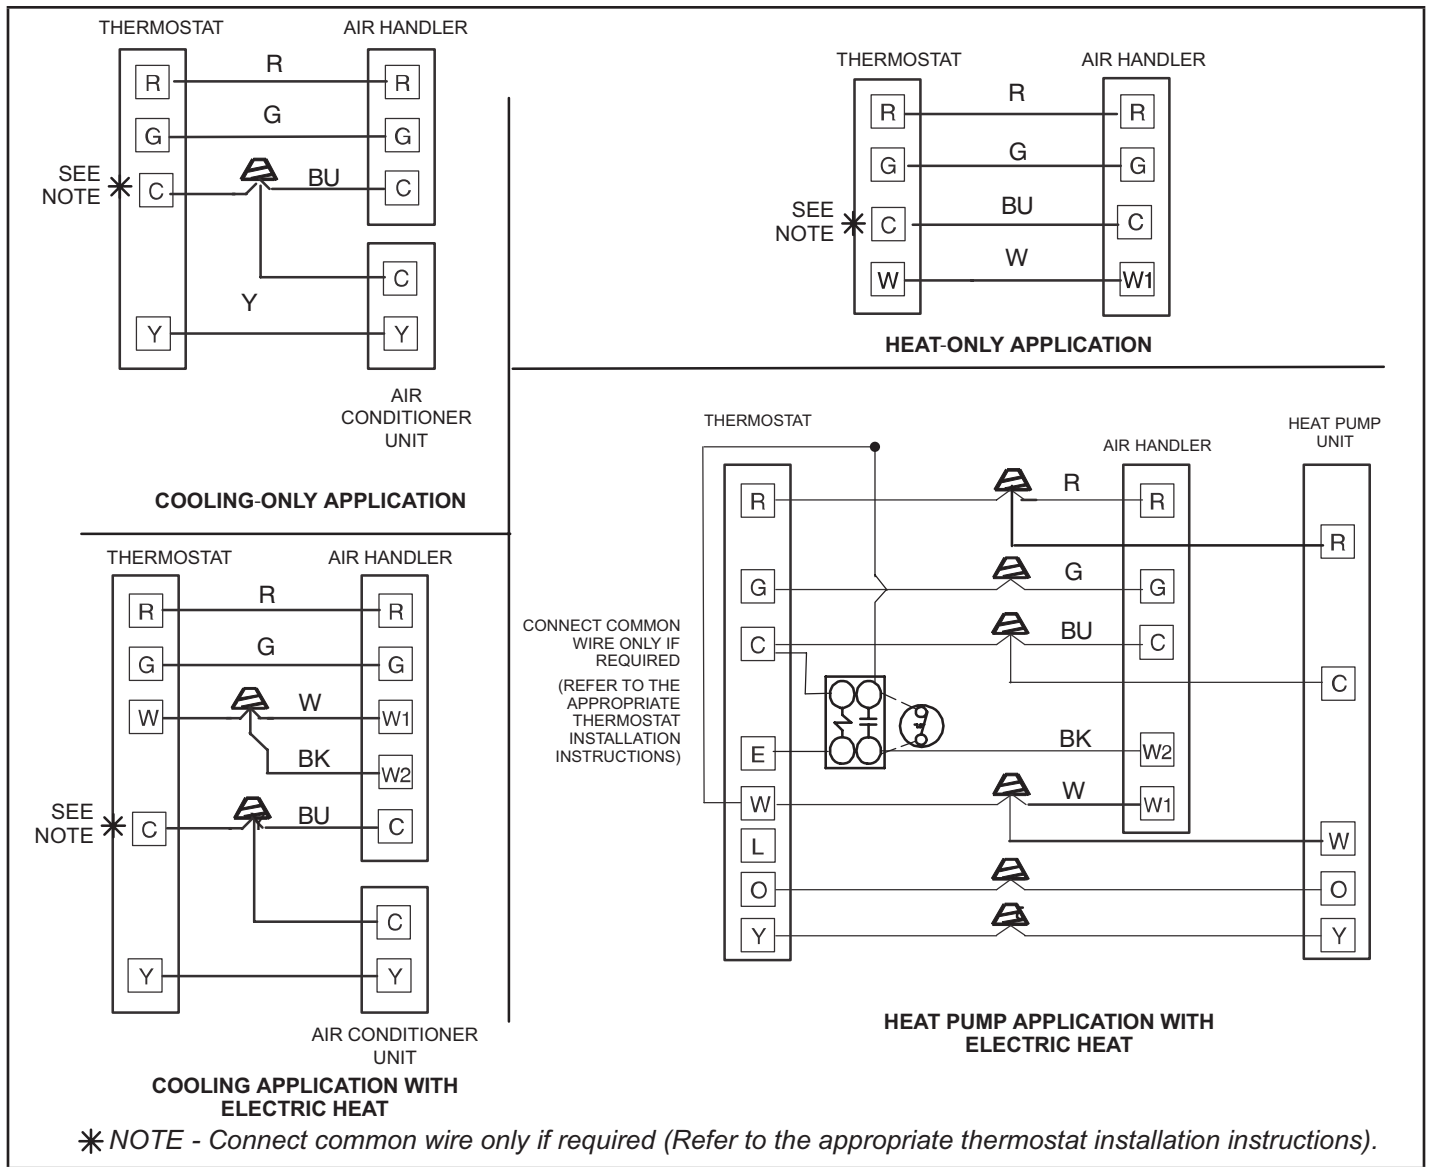 THERMOSTAT AIR HANDLER
R R R
G G G
SEE
NOTE
* C BU C
C
Y
Y Y
AIR
CONDITIONER
UNIT
COOLING-ONLY APPLICATION
THERMOSTAT AIR HANDLER
R R R
G G G
SEE
NOTE
* C BU C
W W W1
HEAT-ONLY APPLICATION
THERMOSTAT AIR HANDLER
R R R
G G G
W W W1
BK W2
SEE
NOTE
* C BU C
C
Y Y
AIR CONDITIONER
UNIT
COOLING APPLICATION WITH
ELECTRIC HEAT
THERMOSTAT AIR HANDLER
HEAT PUMP
UNIT
R R R
R
G G G
CONNECT COMMON
WIRE ONLY IF
REQUIRED
(REFER TO THE
APPROPRIATE
THERMOSTAT
INSTALLATION
INSTRUCTIONS)
C BU C
C
E BK W2
W W W1
L W
O O
Y Y
HEAT PUMP APPLICATION WITH
ELECTRIC HEAT
* NOTE - Connect common wire only if required (Refer to the appropriate thermostat installation instructions).